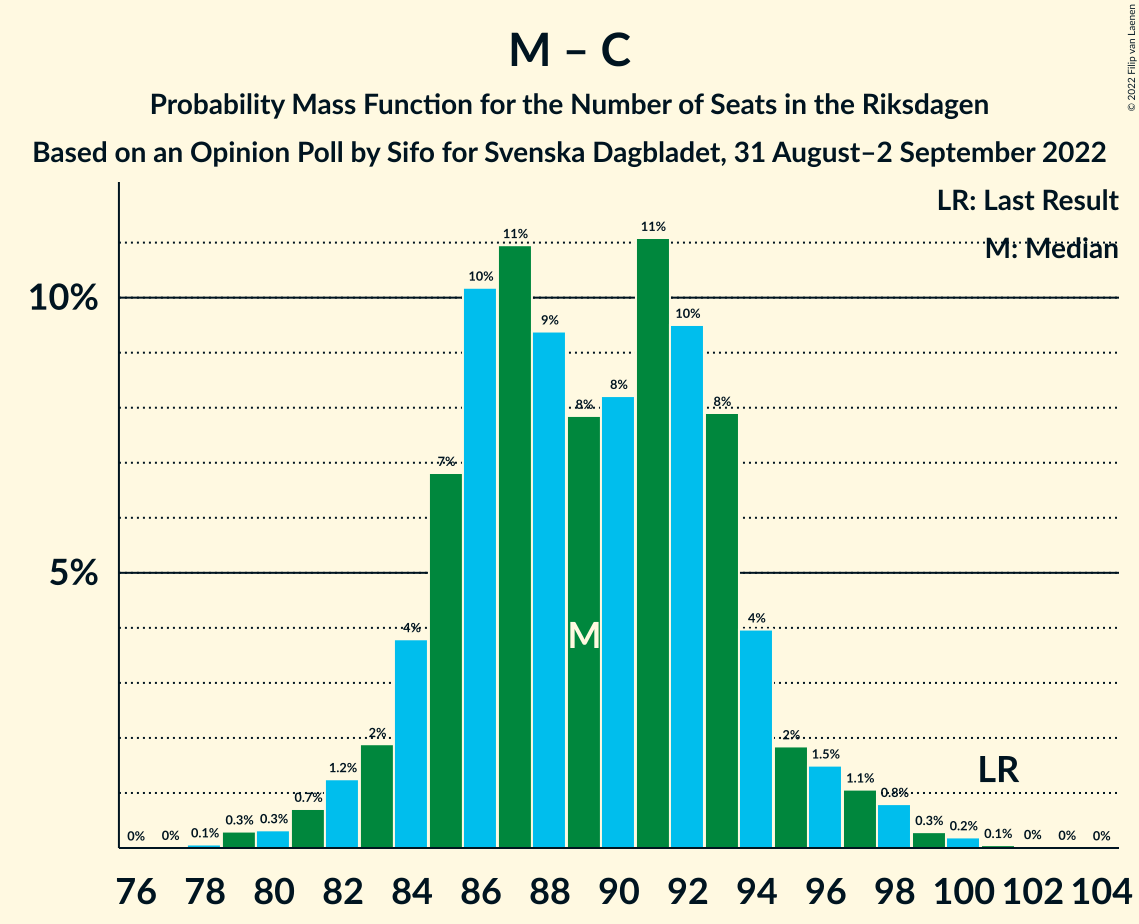 M – C
Probability Mass Function for the Number of Seats in the Riksdagen
Based on an Opinion Poll by Sifo for Svenska Dagbladet, 31 August–2 September 2022
© 2022 Filip van Laenen
LR: Last Result
M: Median
10%
5%
0% 0% 0.1% 0.3% 0.3% 0.7% 1.2% 2% 4% 7% 10% 11% 9% 8% 8% 11% 10% 8% 4% 2% 1.5% 1.1% 0.8% 0.3% 0.2% 0.1% 0% 0% 0%
M
LR
76 78 80 82 84 86 88 90 92 94 96 98 100 102 104